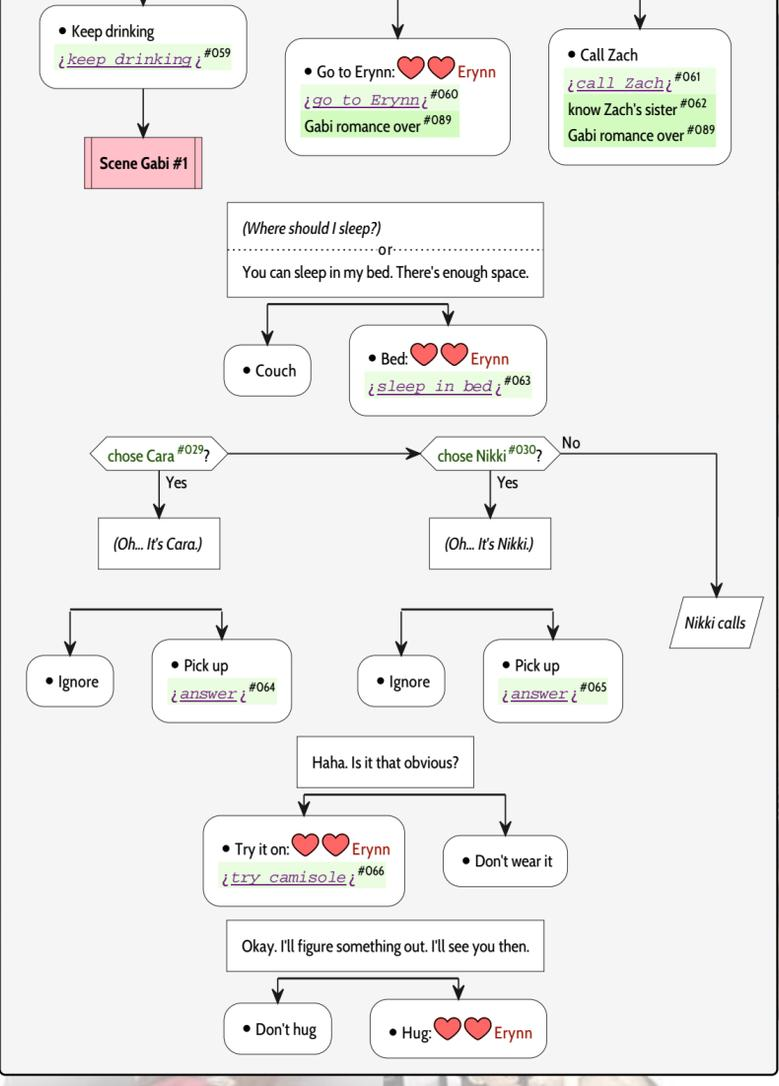 • Keep drinking
¿keep drinking¿ #059
• Go to Erynn: Erynn
¿go to Erynn¿ #060
Gabi romance over #089
• Call Zach
¿call Zach¿ #061
know Zach's sister #062
Gabi romance over #089
Scene Gabi #1
(Where should I sleep?)
or
You can sleep in my bed. There's enough space.
• Couch
• Bed: Erynn
¿sleep in bed¿ #063
chose Cara #029?
chose Nikki #030?
No
Yes
Yes
(Oh... It's Cara.)
(Oh... It's Nikki.)
Nikki calls
• Ignore
• Pick up
¿answer¿ #064
• Ignore
• Pick up
¿answer¿ #065
Haha. Is it that obvious?
• Try it on: Erynn
¿try camisole¿ #066
• Don't wear it
Okay. I'll figure something out. I'll see you then.
• Don't hug
• Hug: Erynn